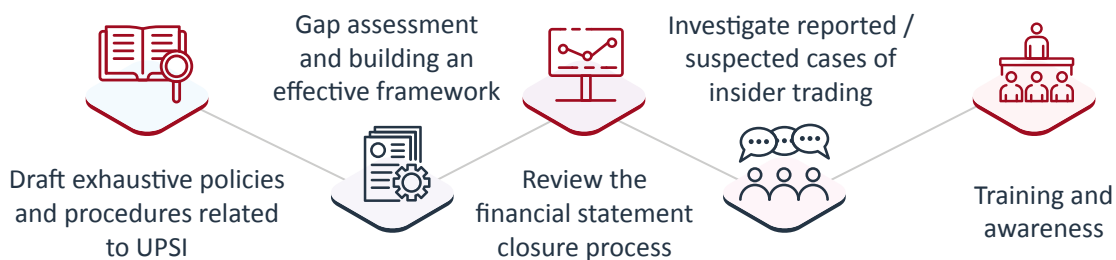 Draft exhaustive policies
and procedures related
to UPSI
Gap assessment
and building an
effective framework
Review the
financial statement
closure process
Investigate reported /
suspected cases of
insider trading
Training and
awareness